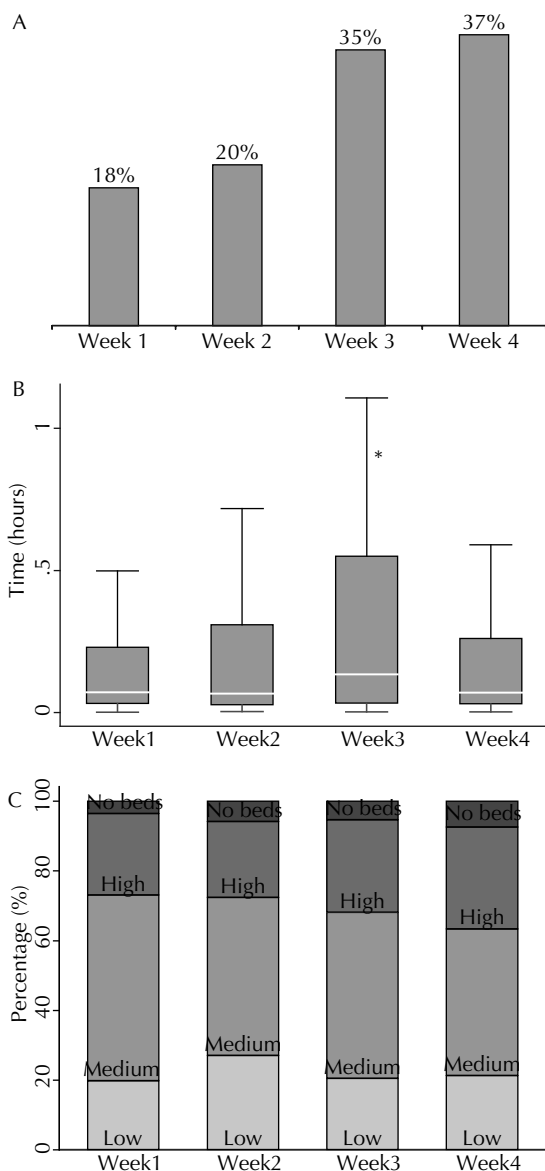 A
18%
20%
35%
37%
Week 1
Week 2
Week 3
Week 4
B
Time (hours)
1
.5
0
*
Week1
Week2
Week3
Week4
C
Percentage (%)
100
80
60
40
20
0
No beds
High
Medium
Low
No beds
High
Medium
Low
No beds
High
Medium
Low
No beds
High
Medium
Low
Week1
Week2
Week3
Week4